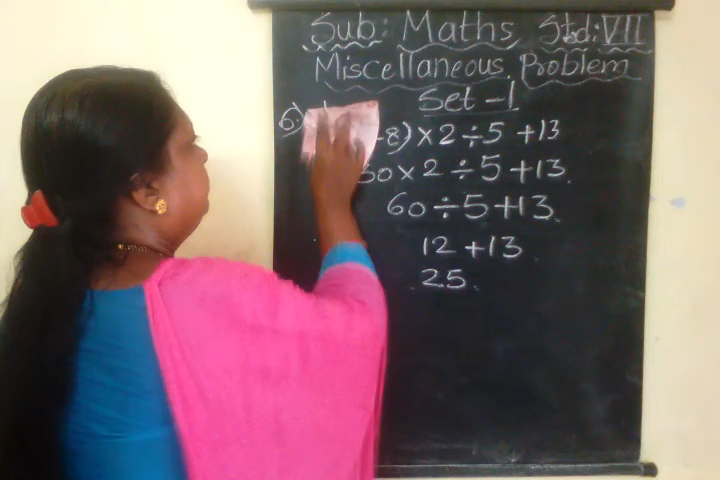 Sub: Maths Std: VII
Miscellaneous Problem
Set-1
6) -8) × 2 ÷ 5 + 13
30 × 2 ÷ 5 + 13
60 ÷ 5 + 13
12 + 13
25